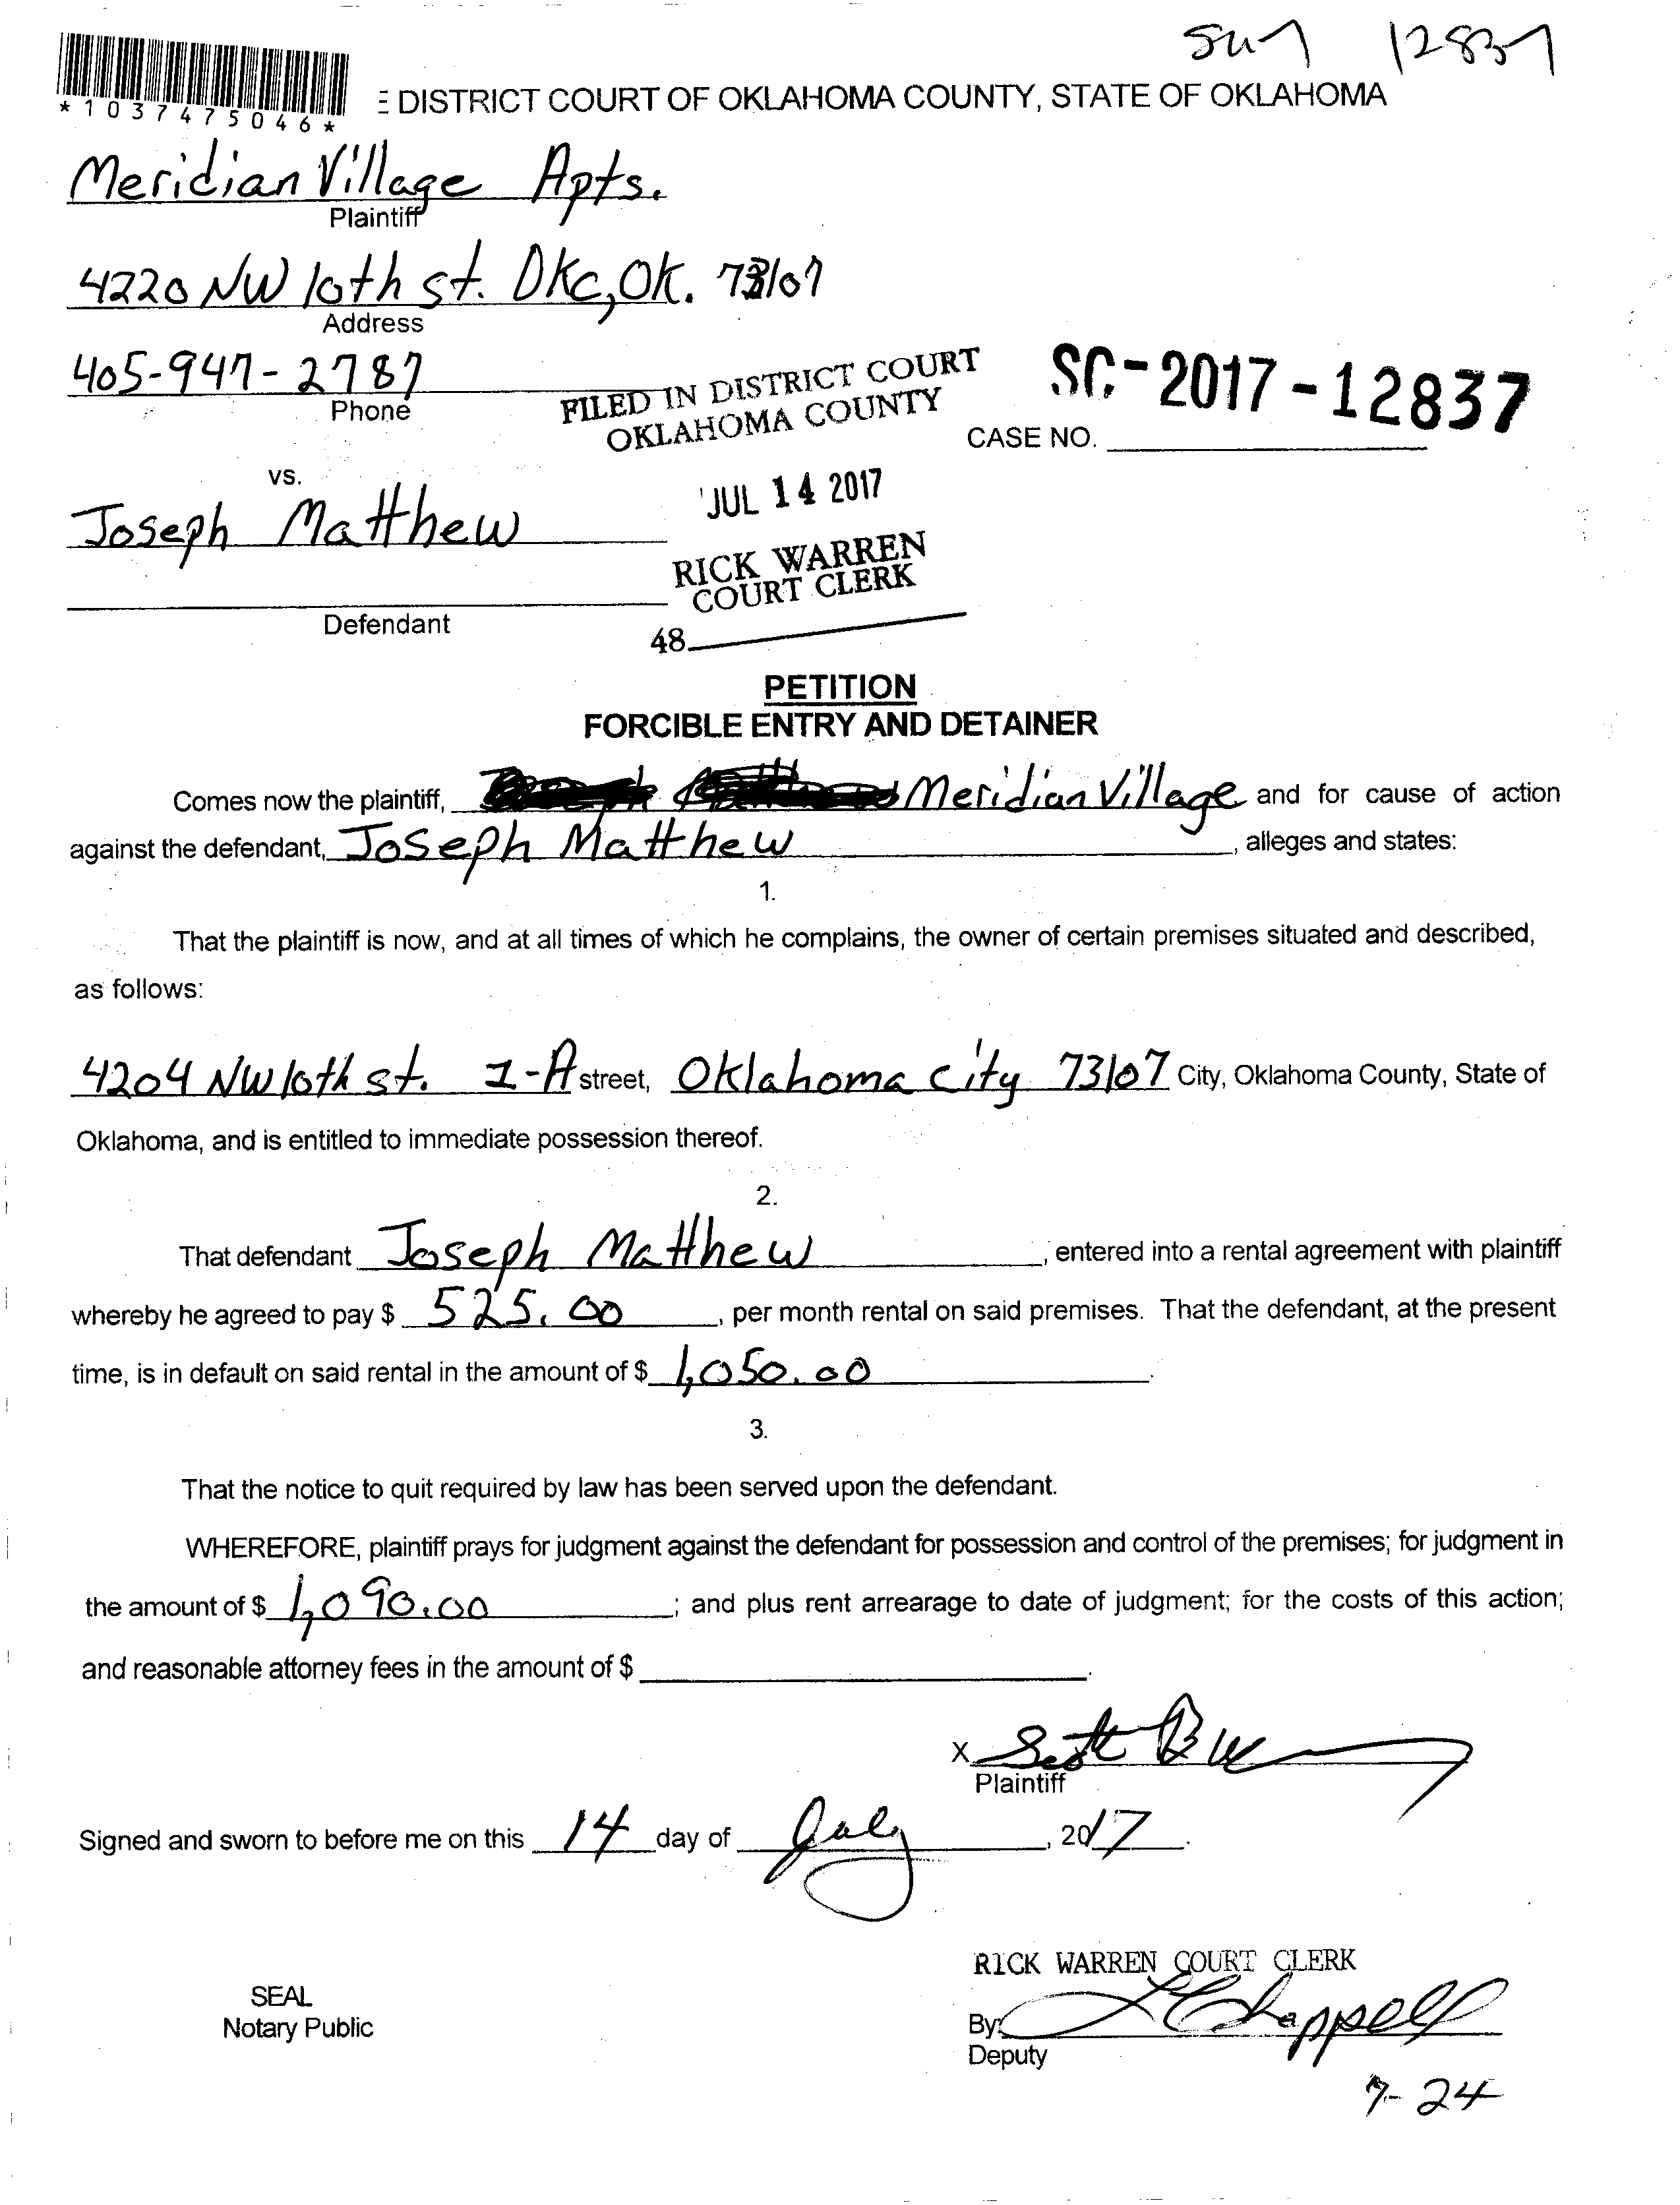 12837
*1037475046*
DISTRICT COURT OF OKLAHOMA COUNTY, STATE OF OKLAHOMA
Meridian Village Apts.
Plaintiff
4220 NW 10th st. OKC, OK. 73107
Address
405-947-2787
Phone
FILED IN DISTRICT COURT
OKLAHOMA COUNTY
SC-2017-12837
CASE NO.
vs.
JUL 14 2017
Joseph Matthew
RICK WARREN
COURT CLERK
Defendant
48
PETITION
FORCIBLE ENTRY AND DETAINER
Comes now the plaintiff, Meridian Village and for cause of action
against the defendant, Joseph Matthew, alleges and states:
1.
That the plaintiff is now, and at all times of which he complains, the owner of certain premises situated and described,
as follows:
4204 NW 10th st. 1-A street, Oklahoma City 73107 City, Oklahoma County, State of
Oklahoma, and is entitled to immediate possession thereof.
2.
That defendant Joseph Matthew, entered into a rental agreement with plaintiff
whereby he agreed to pay $ 525.00, per month rental on said premises. That the defendant, at the present
time, is in default on said rental in the amount of $ 1,050.00.
3.
That the notice to quit required by law has been served upon the defendant.
WHEREFORE, plaintiff prays for judgment against the defendant for possession and control of the premises; for judgment in
the amount of $ 1,090.00; and plus rent arrearage to date of judgment; for the costs of this action;
and reasonable attorney fees in the amount of $ .
X Scott
Plaintiff
Signed and sworn to before me on this 14 day of July, 2017.
RICK WARREN COURT CLERK
SEAL
Notary Public
By: Chappell
Deputy
7-24